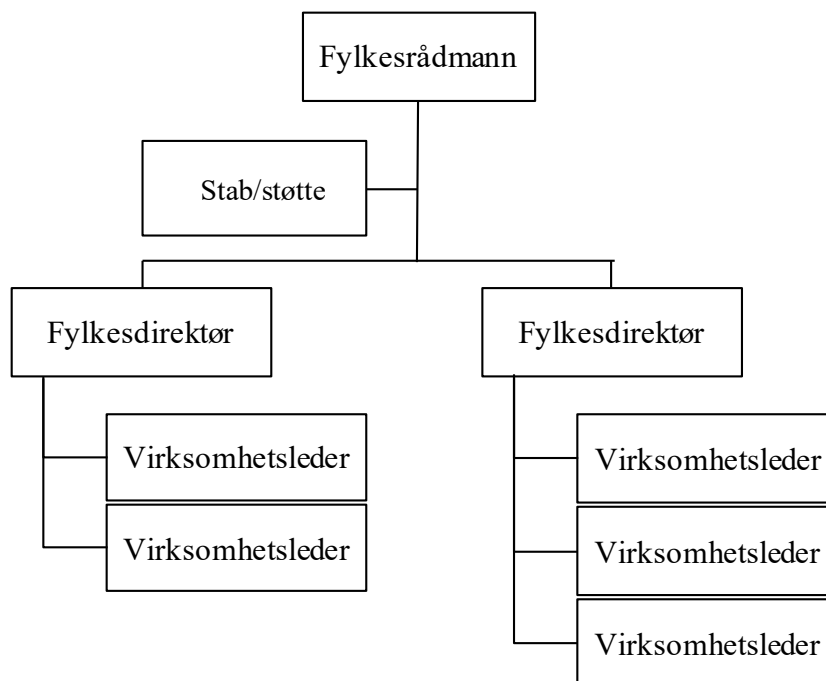 Fylkesrådmann
Stab/støtte
Fylkesdirektør
Virksomhetsleder
Virksomhetsleder
Fylkesdirektør
Virksomhetsleder
Virksomhetsleder
Virksomhetsleder